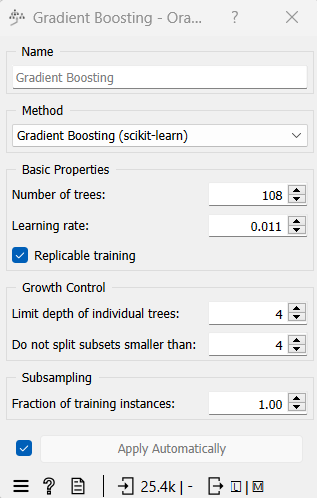 Gradient Boosting - Ora... ?
Name
Gradient Boosting
Method
Gradient Boosting (scikit-learn)
Basic Properties
Number of trees: 108
Learning rate: 0.011
Replicable training
Growth Control
Limit depth of individual trees: 4
Do not split subsets smaller than: 4
Subsampling
Fraction of training instances: 1.00
Apply Automatically
? 25.4k | - L | M